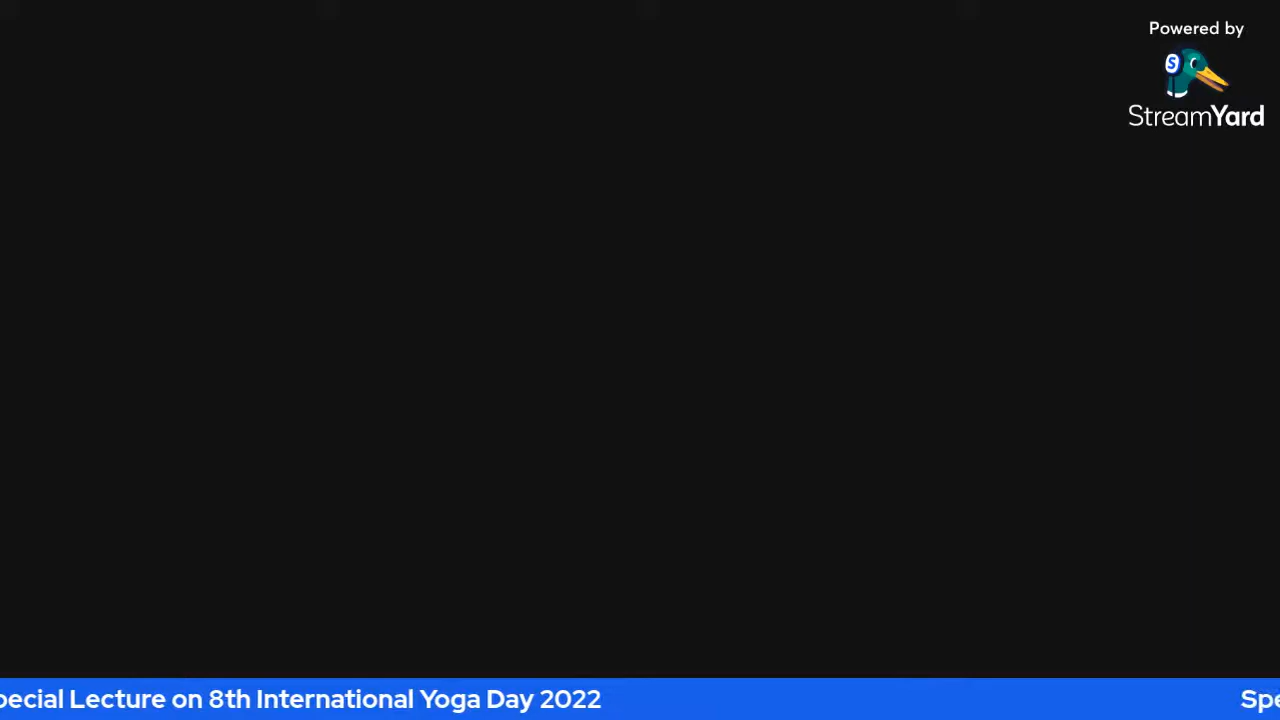 Powered by
S
StreamYard
pecial Lecture on 8th International Yoga Day 2022 Spe